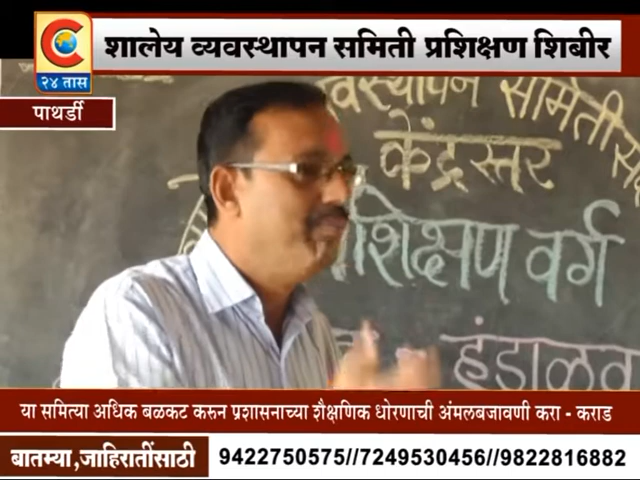 शालेय व्यवस्थापन समिती प्रशिक्षण शिबीर
C
२४ तास
पाथर्डी
व्यवस्थापन समिती
केंद्रस्तर
शिक्षण वर्ग
हंडाळव
या समित्या अधिक बळकट करुन प्रशासनाच्या शैक्षणिक धोरणाची अंमलबजावणी करा - कराड
बातम्या,जाहिरातींसाठी
9422750575//7249530456//9822816882